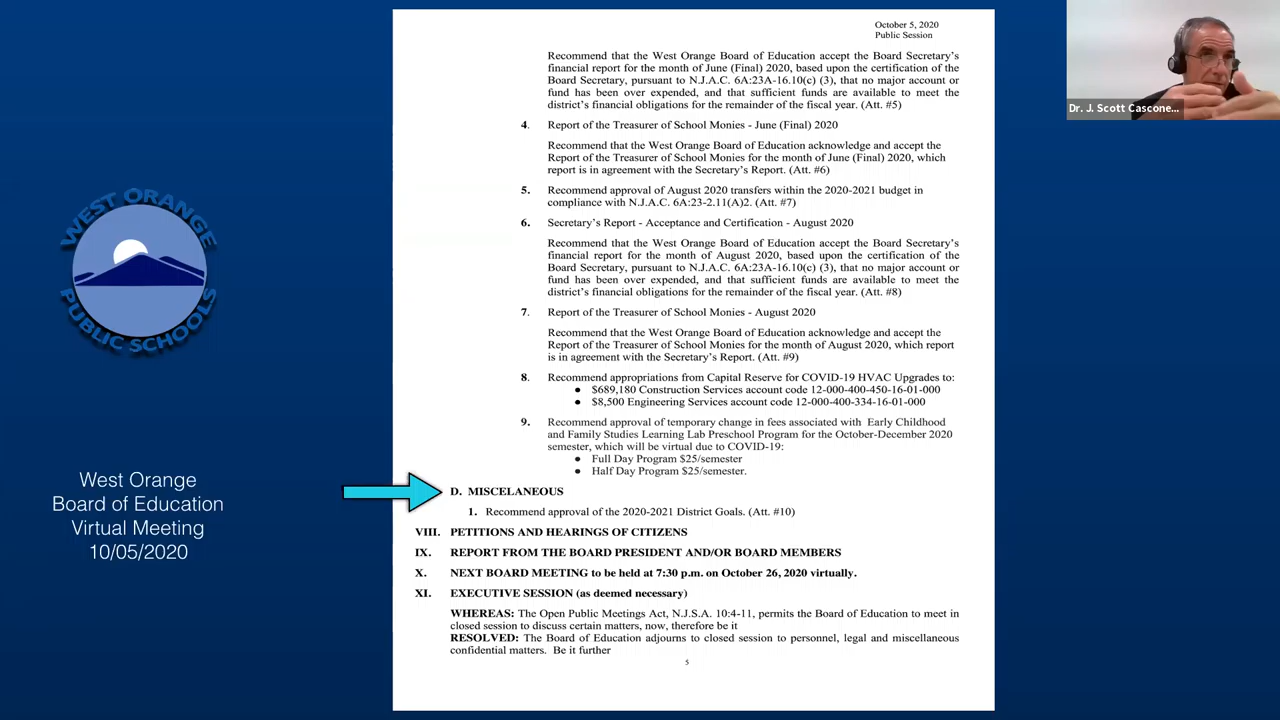 October 5, 2020
Public Session
Recommend that the West Orange Board of Education accept the Board Secretary's
financial report for the month of June (Final) 2020, based upon the certification of the
Board Secretary, pursuant to N.J.A.C. 6A:23A-16.10(c) (3), that no major account or
fund has been over expended, and that sufficient funds are available to meet the
district's financial obligations for the remainder of the fiscal year. (Att. #5)
4. Report of the Treasurer of School Monies - June (Final) 2020
Recommend that the West Orange Board of Education acknowledge and accept the
Report of the Treasurer of School Monies for the month of June (Final) 2020, which
report is in agreement with the Secretary's Report. (Att. #6)
5. Recommend approval of August 2020 transfers within the 2020-2021 budget in
compliance with N.J.A.C. 6A:23-2.11(A)2. (Att. #7)
6. Secretary's Report - Acceptance and Certification - August 2020
Recommend that the West Orange Board of Education accept the Board Secretary's
financial report for the month of August 2020, based upon the certification of the
Board Secretary, pursuant to N.J.A.C. 6A:23A-16.10(c) (3), that no major account or
fund has been over expended, and that sufficient funds are available to meet the
district's financial obligations for the remainder of the fiscal year. (Att. #8)
7. Report of the Treasurer of School Monies - August 2020
Recommend that the West Orange Board of Education acknowledge and accept the
Report of the Treasurer of School Monies for the month of August 2020, which report
is in agreement with the Secretary's Report. (Att. #9)
8. Recommend appropriations from Capital Reserve for COVID-19 HVAC Upgrades to:
● $689,180 Construction Services account code 12-000-400-450-16-01-000
● $8,500 Engineering Services account code 12-000-400-334-16-01-000
9. Recommend approval of temporary change in fees associated with Early Childhood
and Family Studies Learning Lab Preschool Program for the October-December 2020
semester, which will be virtual due to COVID-19:
● Full Day Program $25/semester
● Half Day Program $25/semester.
D. MISCELANEOUS
1. Recommend approval of the 2020-2021 District Goals. (Att. #10)
VIII. PETITIONS AND HEARINGS OF CITIZENS
IX. REPORT FROM THE BOARD PRESIDENT AND/OR BOARD MEMBERS
X. NEXT BOARD MEETING to be held at 7:30 p.m. on October 26, 2020 virtually.
XI. EXECUTIVE SESSION (as deemed necessary)
WHEREAS: The Open Public Meetings Act, N.J.S.A. 10:4-11, permits the Board of Education to meet in
closed session to discuss certain matters, now, therefore be it
RESOLVED: The Board of Education adjourns to closed session to personnel, legal and miscellaneous
confidential matters. Be it further
5
WEST ORANGE
PUBLIC SCHOOLS
West Orange
Board of Education
Virtual Meeting
10/05/2020
Dr. J. Scott Cascone...